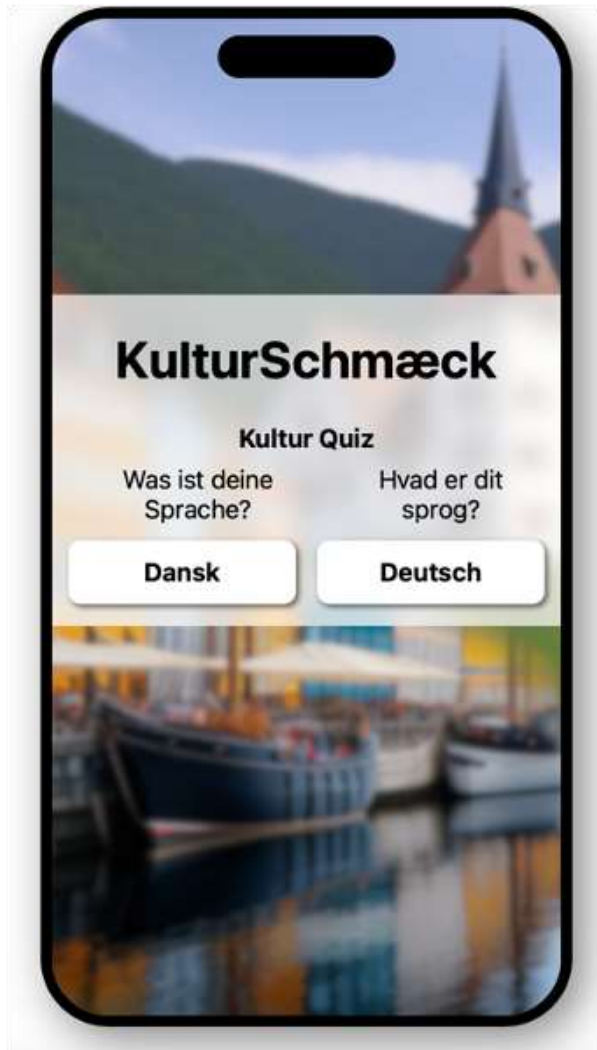 KulturSchmæck
Kultur Quiz
Was ist deine
Sprache?
Hvad er dit
sprog?
Dansk
Deutsch